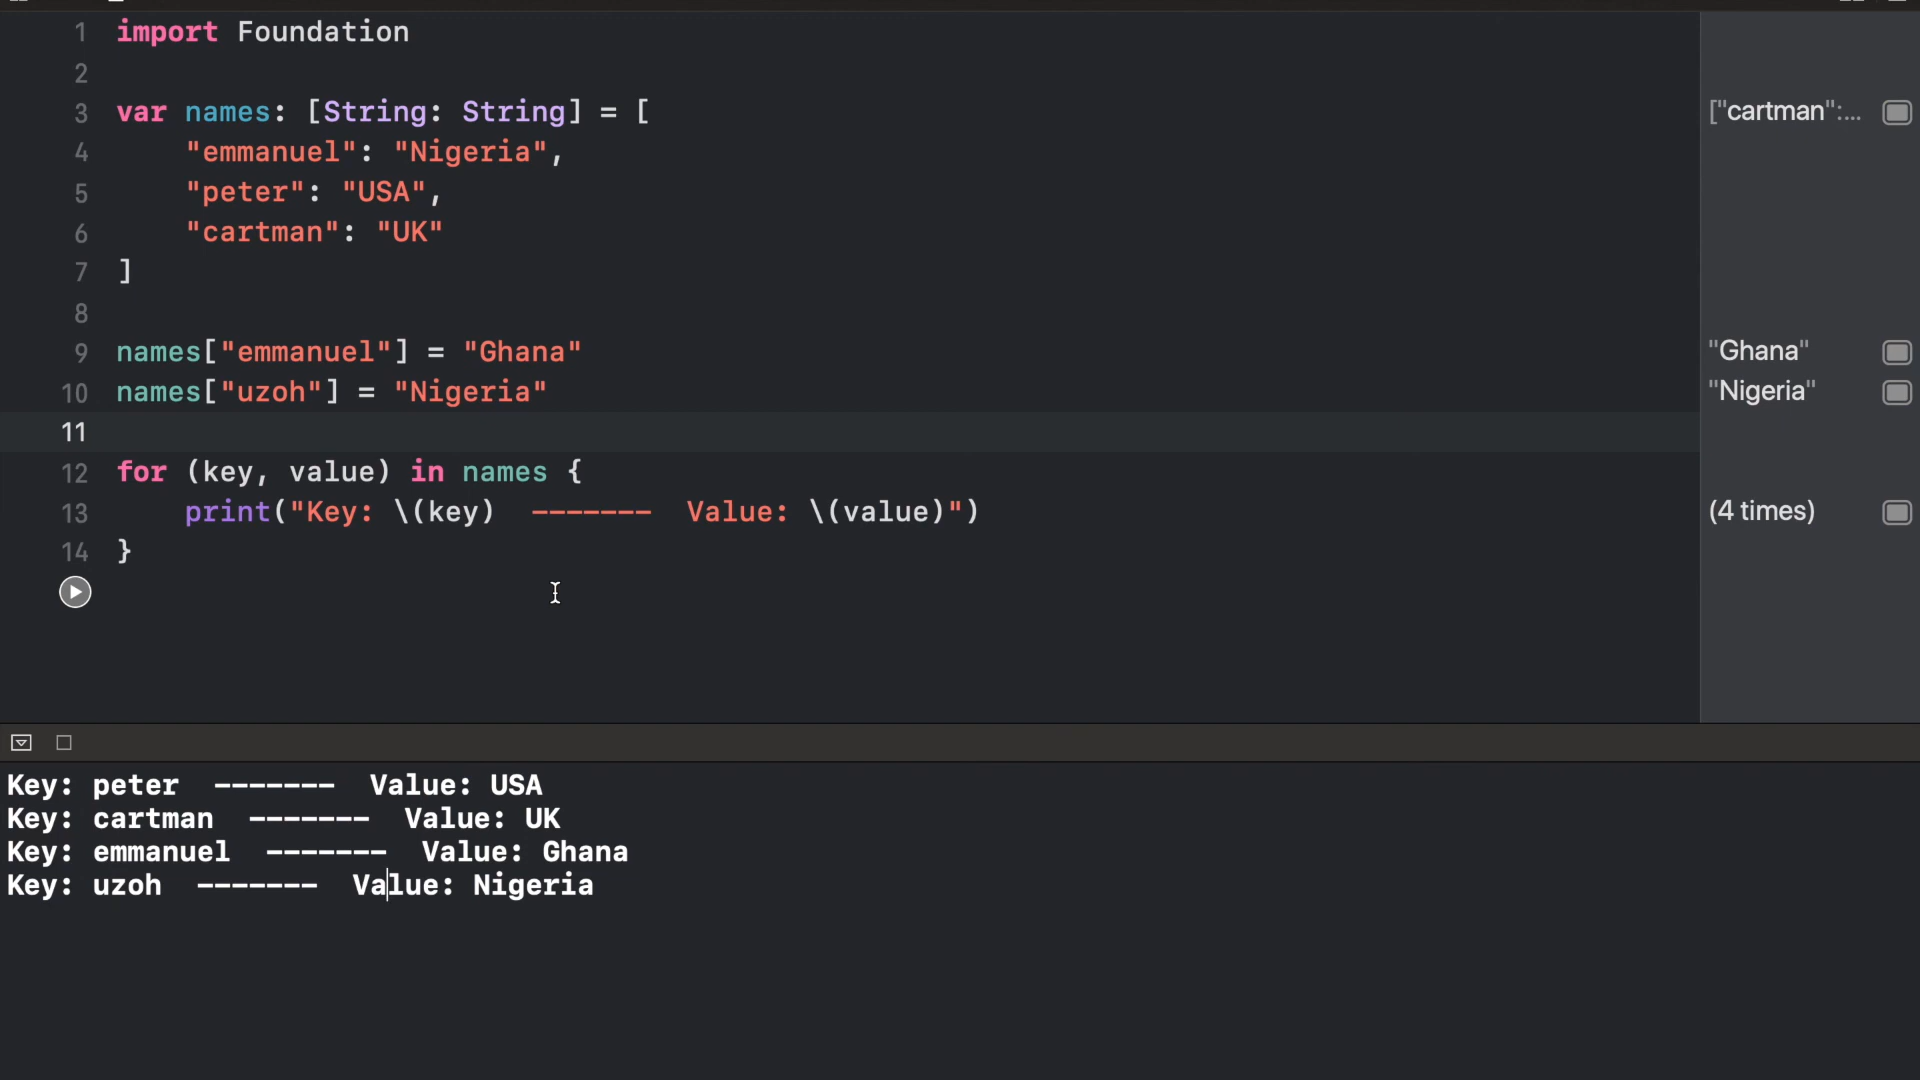 1 import Foundation
2
3 var names: [String: String] = [ ["cartman":...
4 "emmanuel": "Nigeria",
5 "peter": "USA",
6 "cartman": "UK"
7 ]
8
9 names["emmanuel"] = "Ghana" "Ghana"
10 names["uzoh"] = "Nigeria" "Nigeria"
11
12 for (key, value) in names {
13 print("Key: \(key)  -------  Value: \(value)") (4 times)
14 }
Key: peter  -------  Value: USA
Key: cartman  -------  Value: UK
Key: emmanuel  -------  Value: Ghana
Key: uzoh  -------  Value: Nigeria